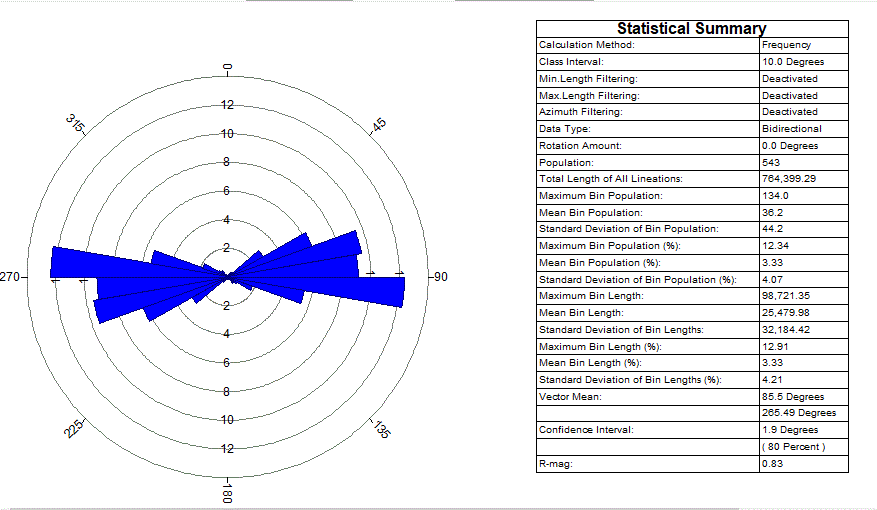 0
315
45
12
10
8
6
4
2
270
90
2
4
6
8
10
12
225
135
180
Statistical Summary
Calculation Method: Frequency
Class Interval: 10.0 Degrees
Min.Length Filtering: Deactivated
Max.Length Filtering: Deactivated
Azimuth Filtering: Deactivated
Data Type: Bidirectional
Rotation Amount: 0.0 Degrees
Population: 543
Total Length of All Lineations: 764,399.29
Maximum Bin Population: 134.0
Mean Bin Population: 36.2
Standard Deviation of Bin Population: 44.2
Maximum Bin Population (%): 12.34
Mean Bin Population (%): 3.33
Standard Deviation of Bin Population (%): 4.07
Maximum Bin Length: 98,721.35
Mean Bin Length: 25,479.98
Standard Deviation of Bin Lengths: 32,184.42
Maximum Bin Length (%): 12.91
Mean Bin Length (%): 3.33
Standard Deviation of Bin Lengths (%): 4.21
Vector Mean: 85.5 Degrees
265.49 Degrees
Confidence Interval: 1.9 Degrees
( 80 Percent )
R-mag: 0.83